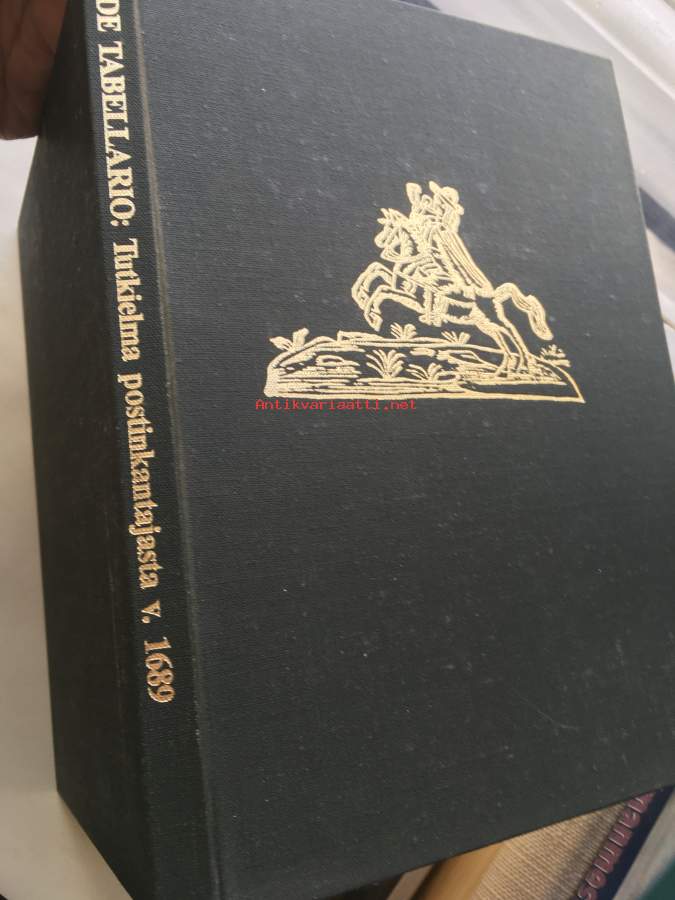 DE TABELLARIO: Tutkielma postinkantajasta v. 1689
Antikvariaatti.net